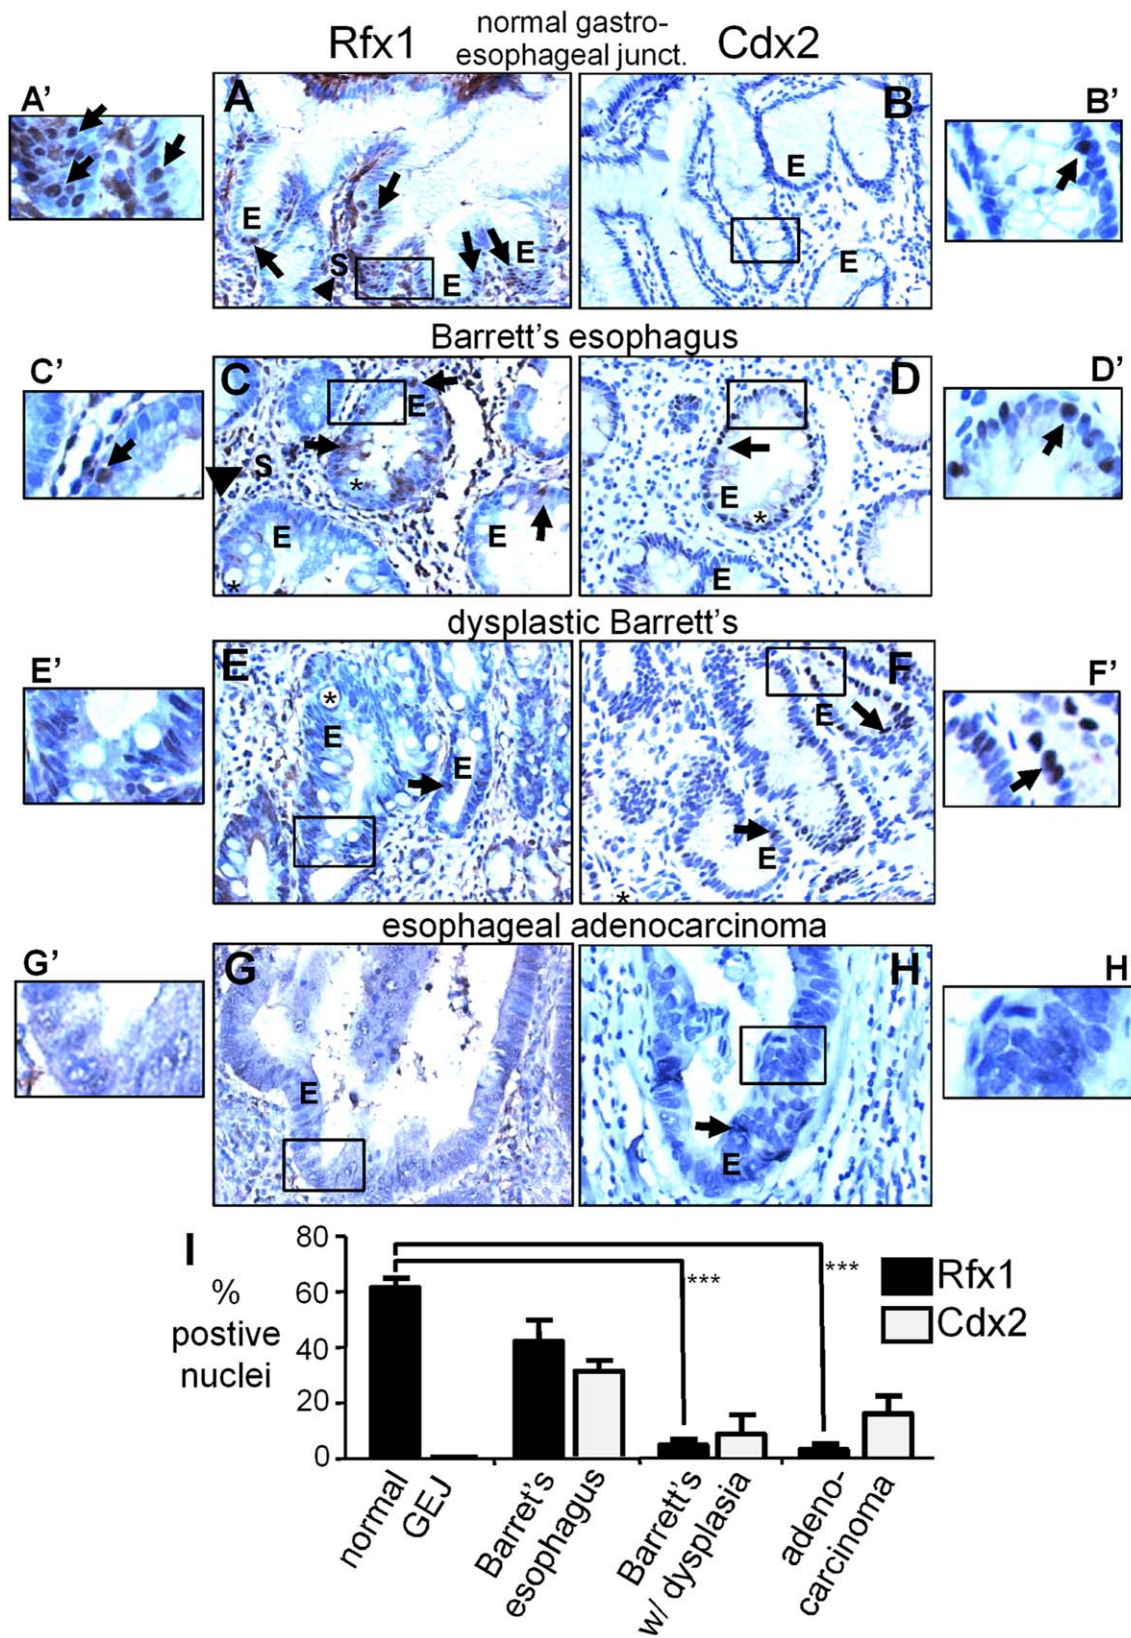 normal gastro-
Rfx1 esophageal junct. Cdx2
A' A B B'
E E E S E E
Barrett's esophagus
C' C D D'
E S * E E * E * E
dysplastic Barrett's
E' E F F'
* E E E E *
esophageal adenocarcinoma
G' G H H
E E
I
%
postive
nuclei
80
60
40
20
0
*** ***
Rfx1
Cdx2
normal
GEJ
Barret's
esophagus
Barrett's
w/ dysplasia
adeno-
carcinoma